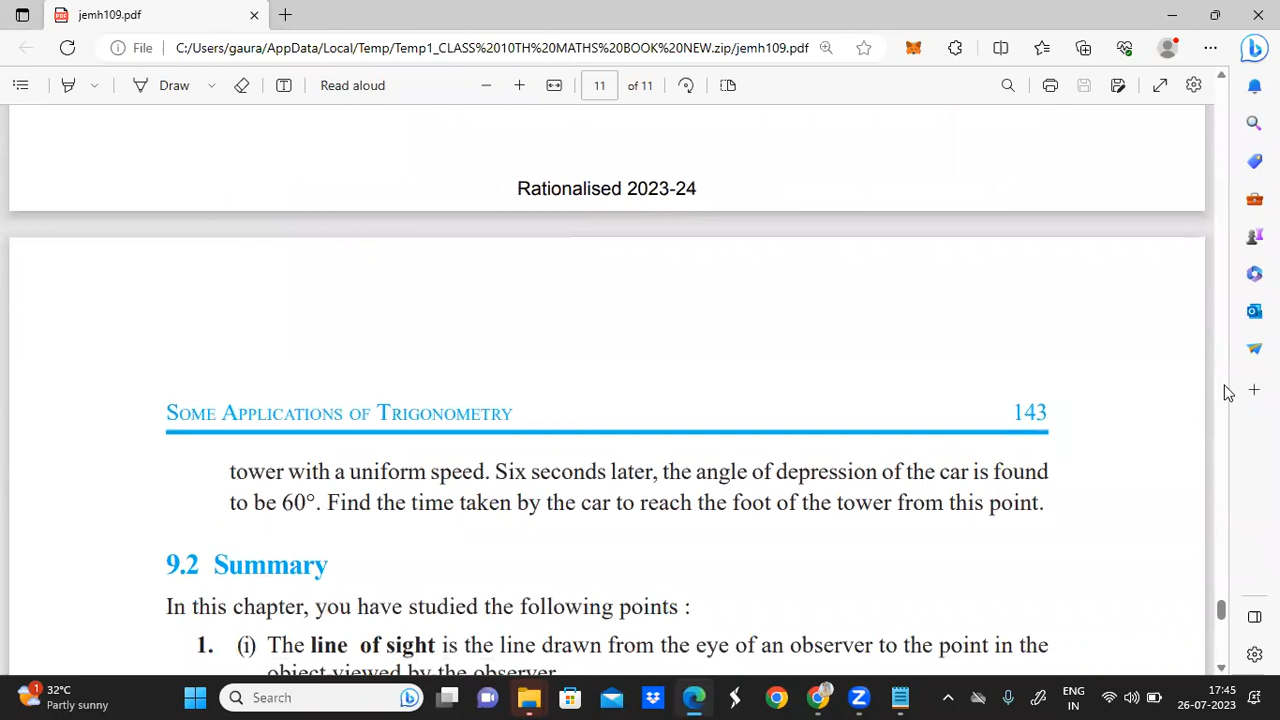 jemh109.pdf
File
C:/Users/gaura/AppData/Local/Temp/Temp1_CLASS%2010TH%20MATHS%20BOOK%20NEW.zip/jemh109.pdf
Draw
Read aloud
11
of 11
Rationalised 2023-24
SOME APPLICATIONS OF TRIGONOMETRY 143
tower with a uniform speed. Six seconds later, the angle of depression of the car is found
to be 60°. Find the time taken by the car to reach the foot of the tower from this point.
9.2 Summary
In this chapter, you have studied the following points :
1. (i) The line of sight is the line drawn from the eye of an observer to the point in the
object viewed by the observer.
1
32°C
Partly sunny
Search
ENG
IN
17:45
26-07-2023